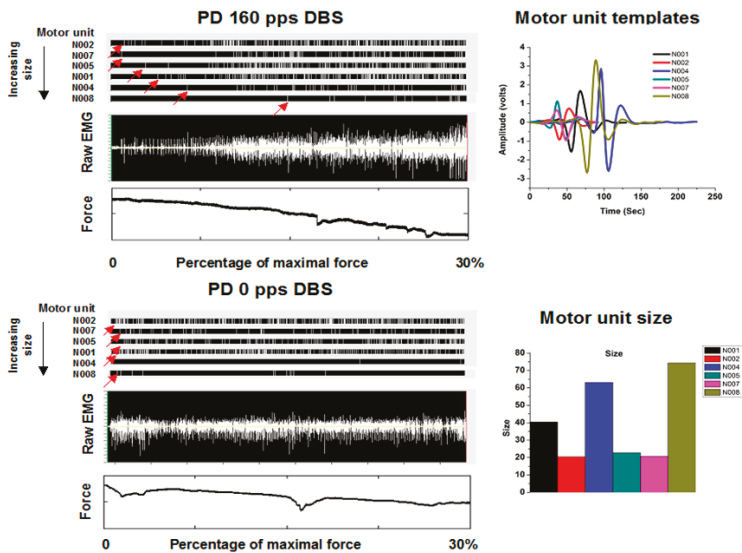 PD 160 pps DBS
Motor unit
N002
N007
N005
N001
N004
N008
Increasing size
Raw EMG
Force
0
30%
Percentage of maximal force
Motor unit templates
4
3
2
1
0
-1
-2
-3
Amplitude (volts)
0 50 100 150 200 250
Time (Sec)
N001
N002
N004
N005
N007
N008
PD 0 pps DBS
Motor unit
N002
N007
N005
N001
N004
N008
Increasing size
Raw EMG
Force
0
30%
Percentage of maximal force
Motor unit size
Size
80
70
60
50
40
30
20
10
0
Size
N001
N002
N004
N005
N007
N008